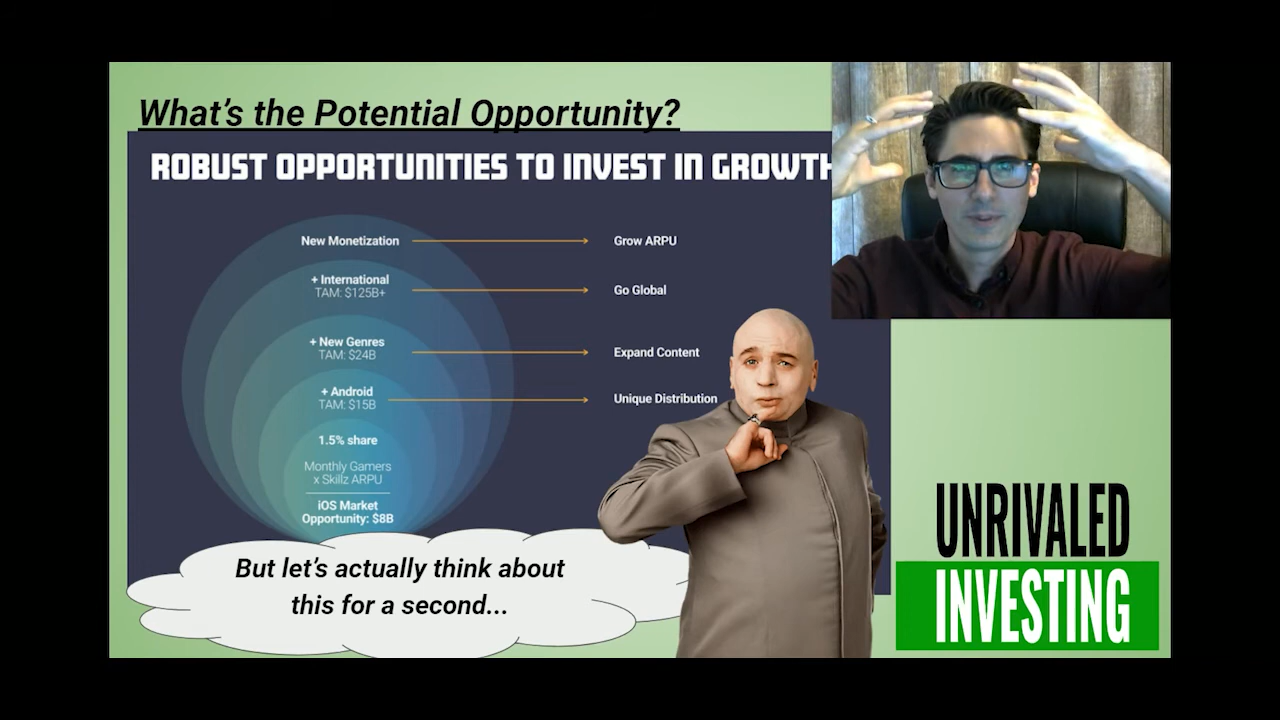 What's the Potential Opportunity?
ROBUST OPPORTUNITIES TO INVEST IN GROWTH
New Monetization
Grow ARPU
+ International
TAM: $125B+
Go Global
+ New Genres
TAM: $24B
Expand Content
+ Android
TAM: $15B
Unique Distribution
1.5% share
Monthly Gamers
x Skillz ARPU
iOS Market
Opportunity: $8B
But let's actually think about
this for a second...
UNRIVALED
INVESTING